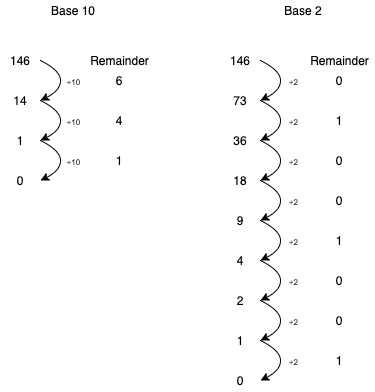 Base 10 Base 2
146 Remainder 146 Remainder
÷10 6 ÷2 0
14 73
÷10 4 ÷2 1
1 36
÷10 1 ÷2 0
0 18
÷2 0
9
÷2 1
4
÷2 0
2
÷2 0
1
÷2 1
0